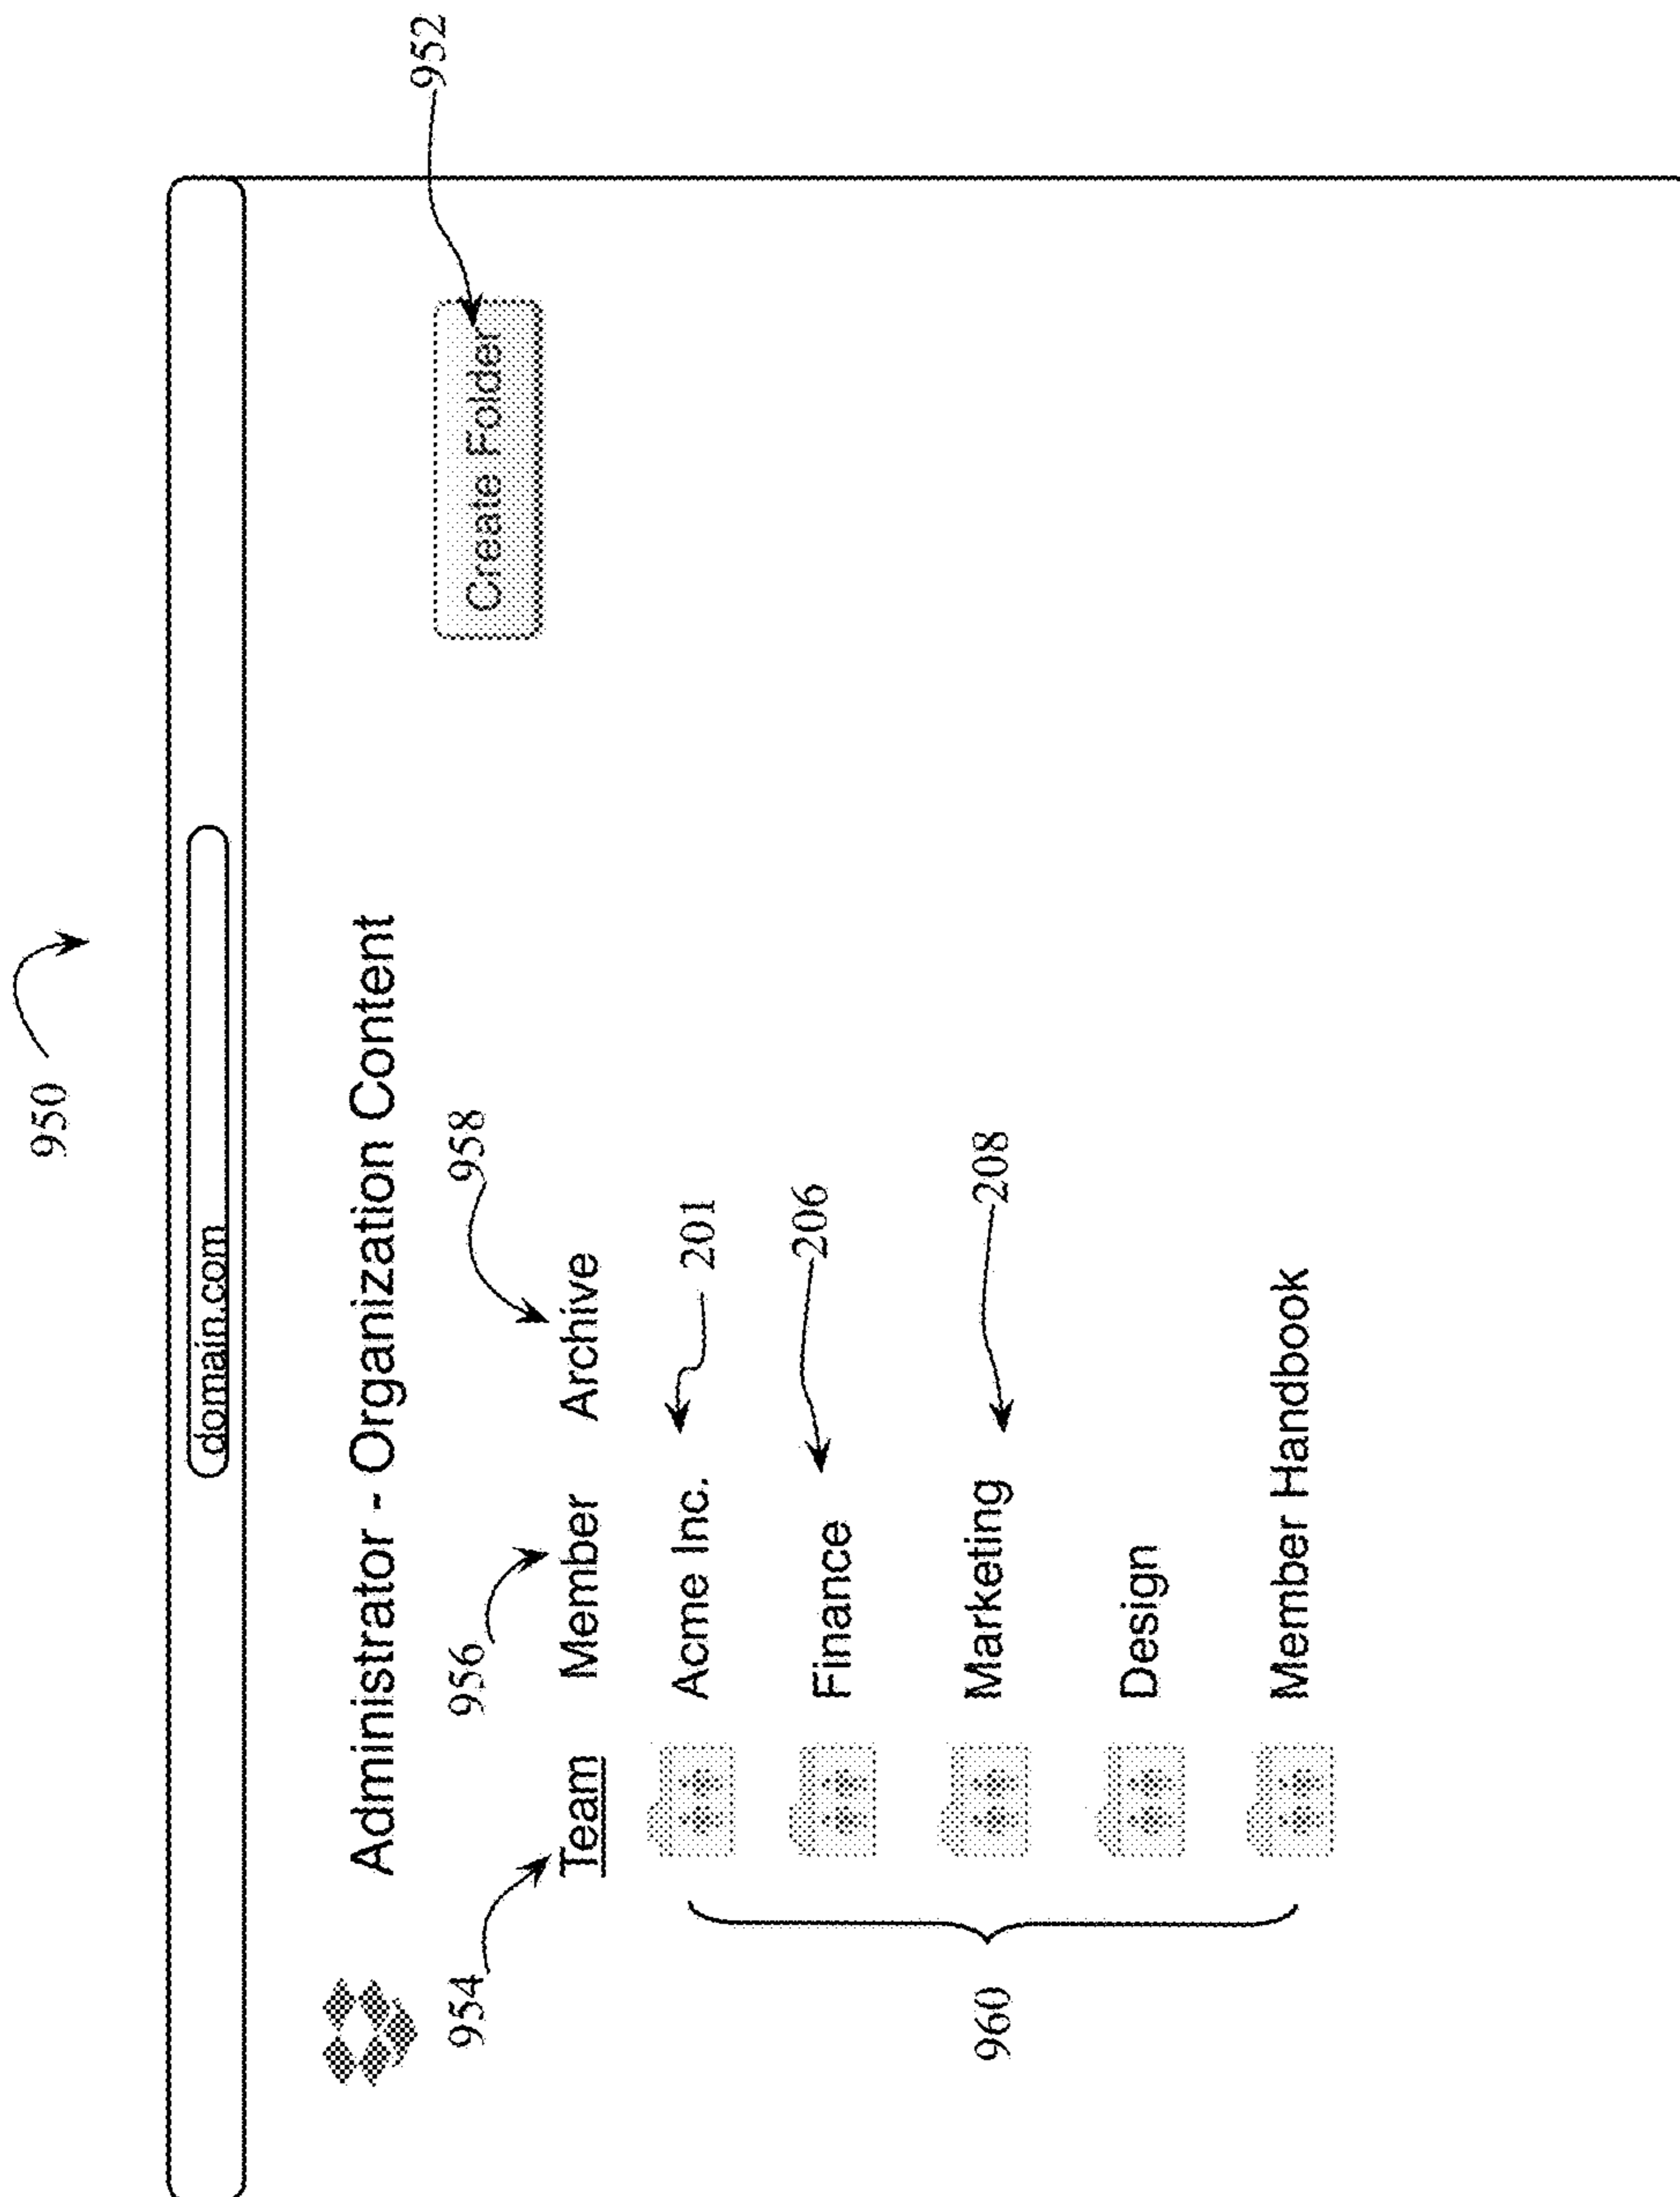 950
domain.com
952
Administrator - Organization Content
Create Folder
954
956
958
Team Member Archive
Acme Inc. 201
Finance 206
Marketing 208
Design
Member Handbook
960